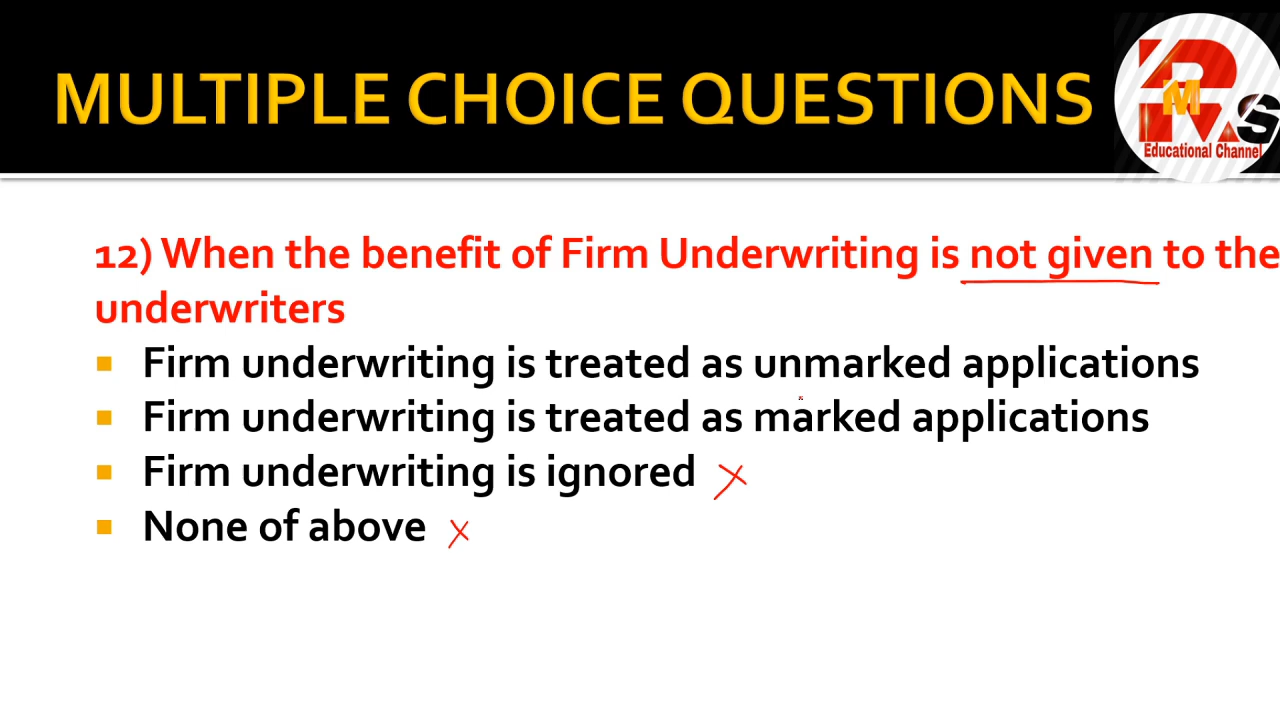 MULTIPLE CHOICE QUESTIONS
M
S
Educational Channel
12) When the benefit of Firm Underwriting is not given to the
underwriters
Firm underwriting is treated as unmarked applications
Firm underwriting is treated as marked applications
Firm underwriting is ignored
None of above